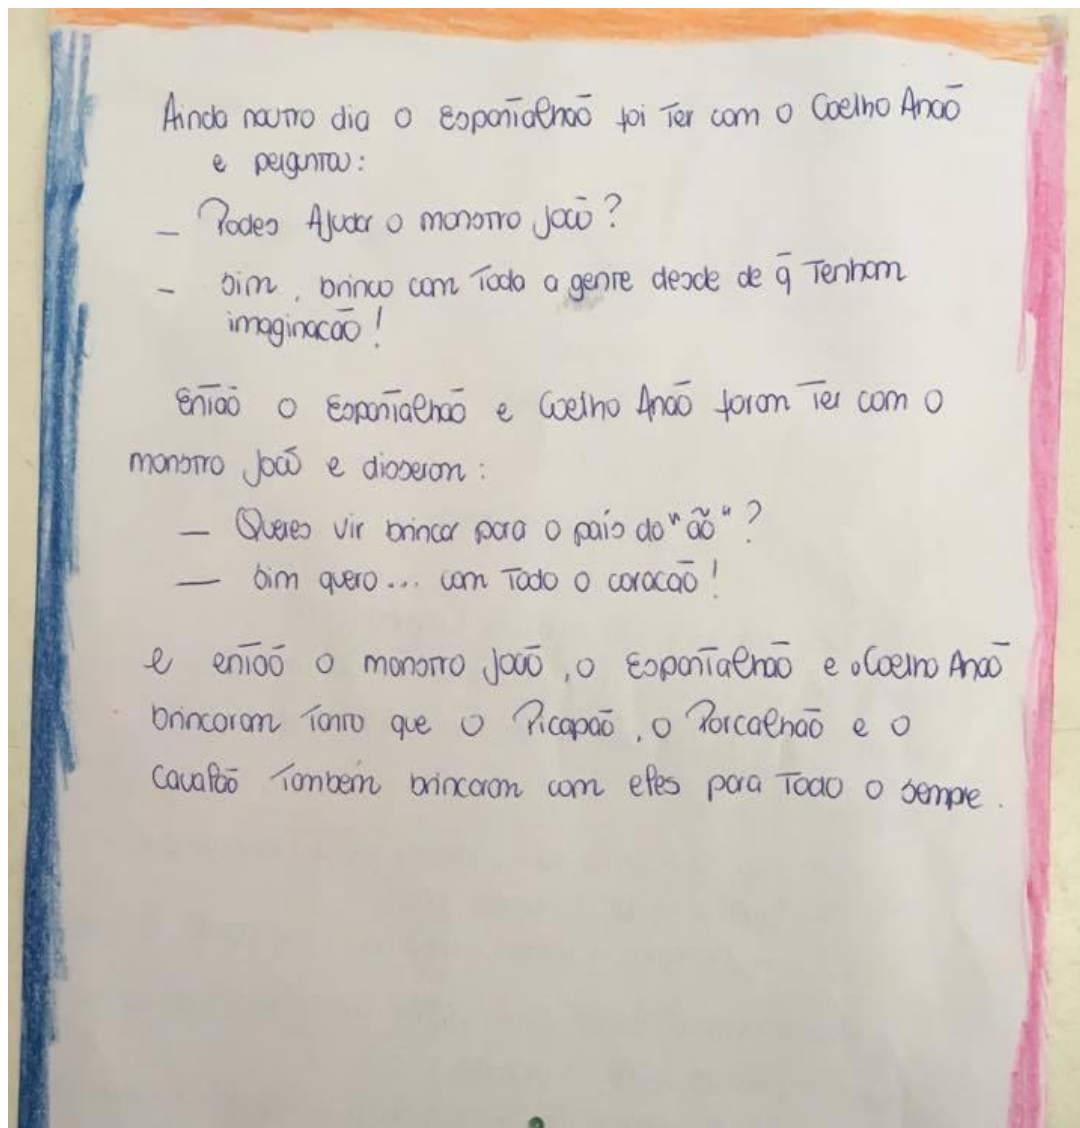 Ainda noutro dia o Espantalhão foi Ter com o Coelho Anão
e pergunta:
— Podes Ajudar o monstro João?
- Sim, brinco com Toda a gente desde de q̃ Tenham
imaginacão!
Então o Espantalhão e Coelho Anão foram Ter com o
monstro João e disseram:
— Queres vir brincar para o país do "ão"?
— Sim quero... com Todo o coracão!
e então o monstro João, o Espantalhão e o Coelho Anão
brincaram Tanto que o Picapão, o Porcalhão e o
Cavalão Também brincaram com eles para Todo o sempre.